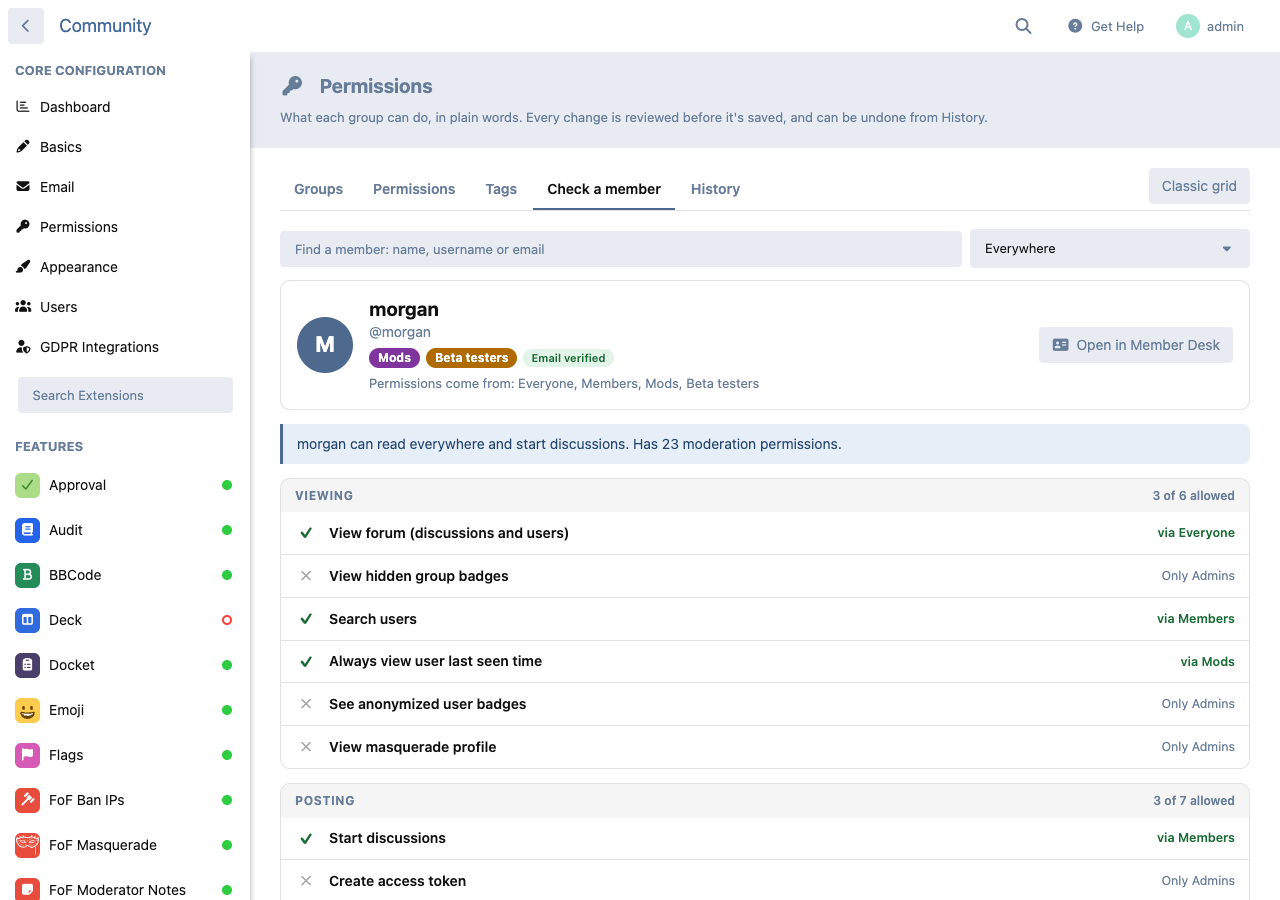 Community
Get Help
A
admin
CORE CONFIGURATION
Dashboard
Basics
Email
Permissions
Appearance
Users
GDPR Integrations
Search Extensions
FEATURES
Approval
Audit
BBCode
Deck
Docket
Emoji
Flags
FoF Ban IPs
FoF Masquerade
FoF Moderator Notes
Permissions
What each group can do, in plain words. Every change is reviewed before it's saved, and can be undone from History.
Groups
Permissions
Tags
Check a member
History
Classic grid
Find a member: name, username or email
Everywhere
M
morgan
@morgan
Mods
Beta testers
Email verified
Permissions come from: Everyone, Members, Mods, Beta testers
Open in Member Desk
morgan can read everywhere and start discussions. Has 23 moderation permissions.
VIEWING
3 of 6 allowed
View forum (discussions and users)
via Everyone
View hidden group badges
Only Admins
Search users
via Members
Always view user last seen time
via Mods
See anonymized user badges
Only Admins
View masquerade profile
Only Admins
POSTING
3 of 7 allowed
Start discussions
via Members
Create access token
Only Admins